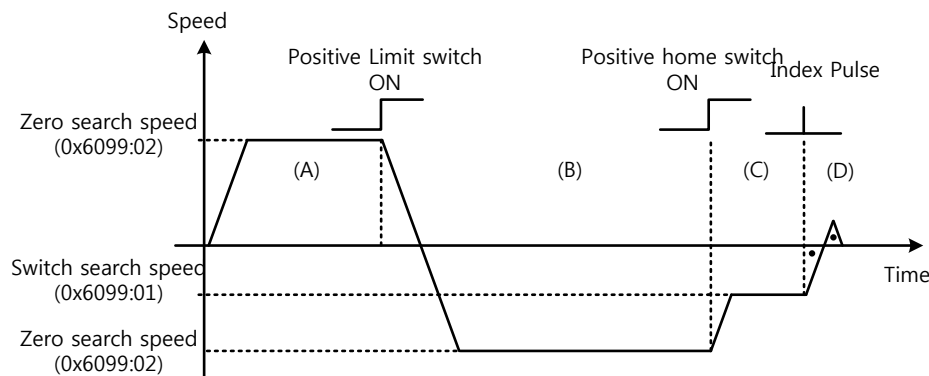 Speed
Positive Limit switch
ON
Positive home switch
ON
Index Pulse
Zero search speed
(0x6099:02)
(A)
(B)
(C)
(D)
Switch search speed
(0x6099:01)
Time
Zero search speed
(0x6099:02)